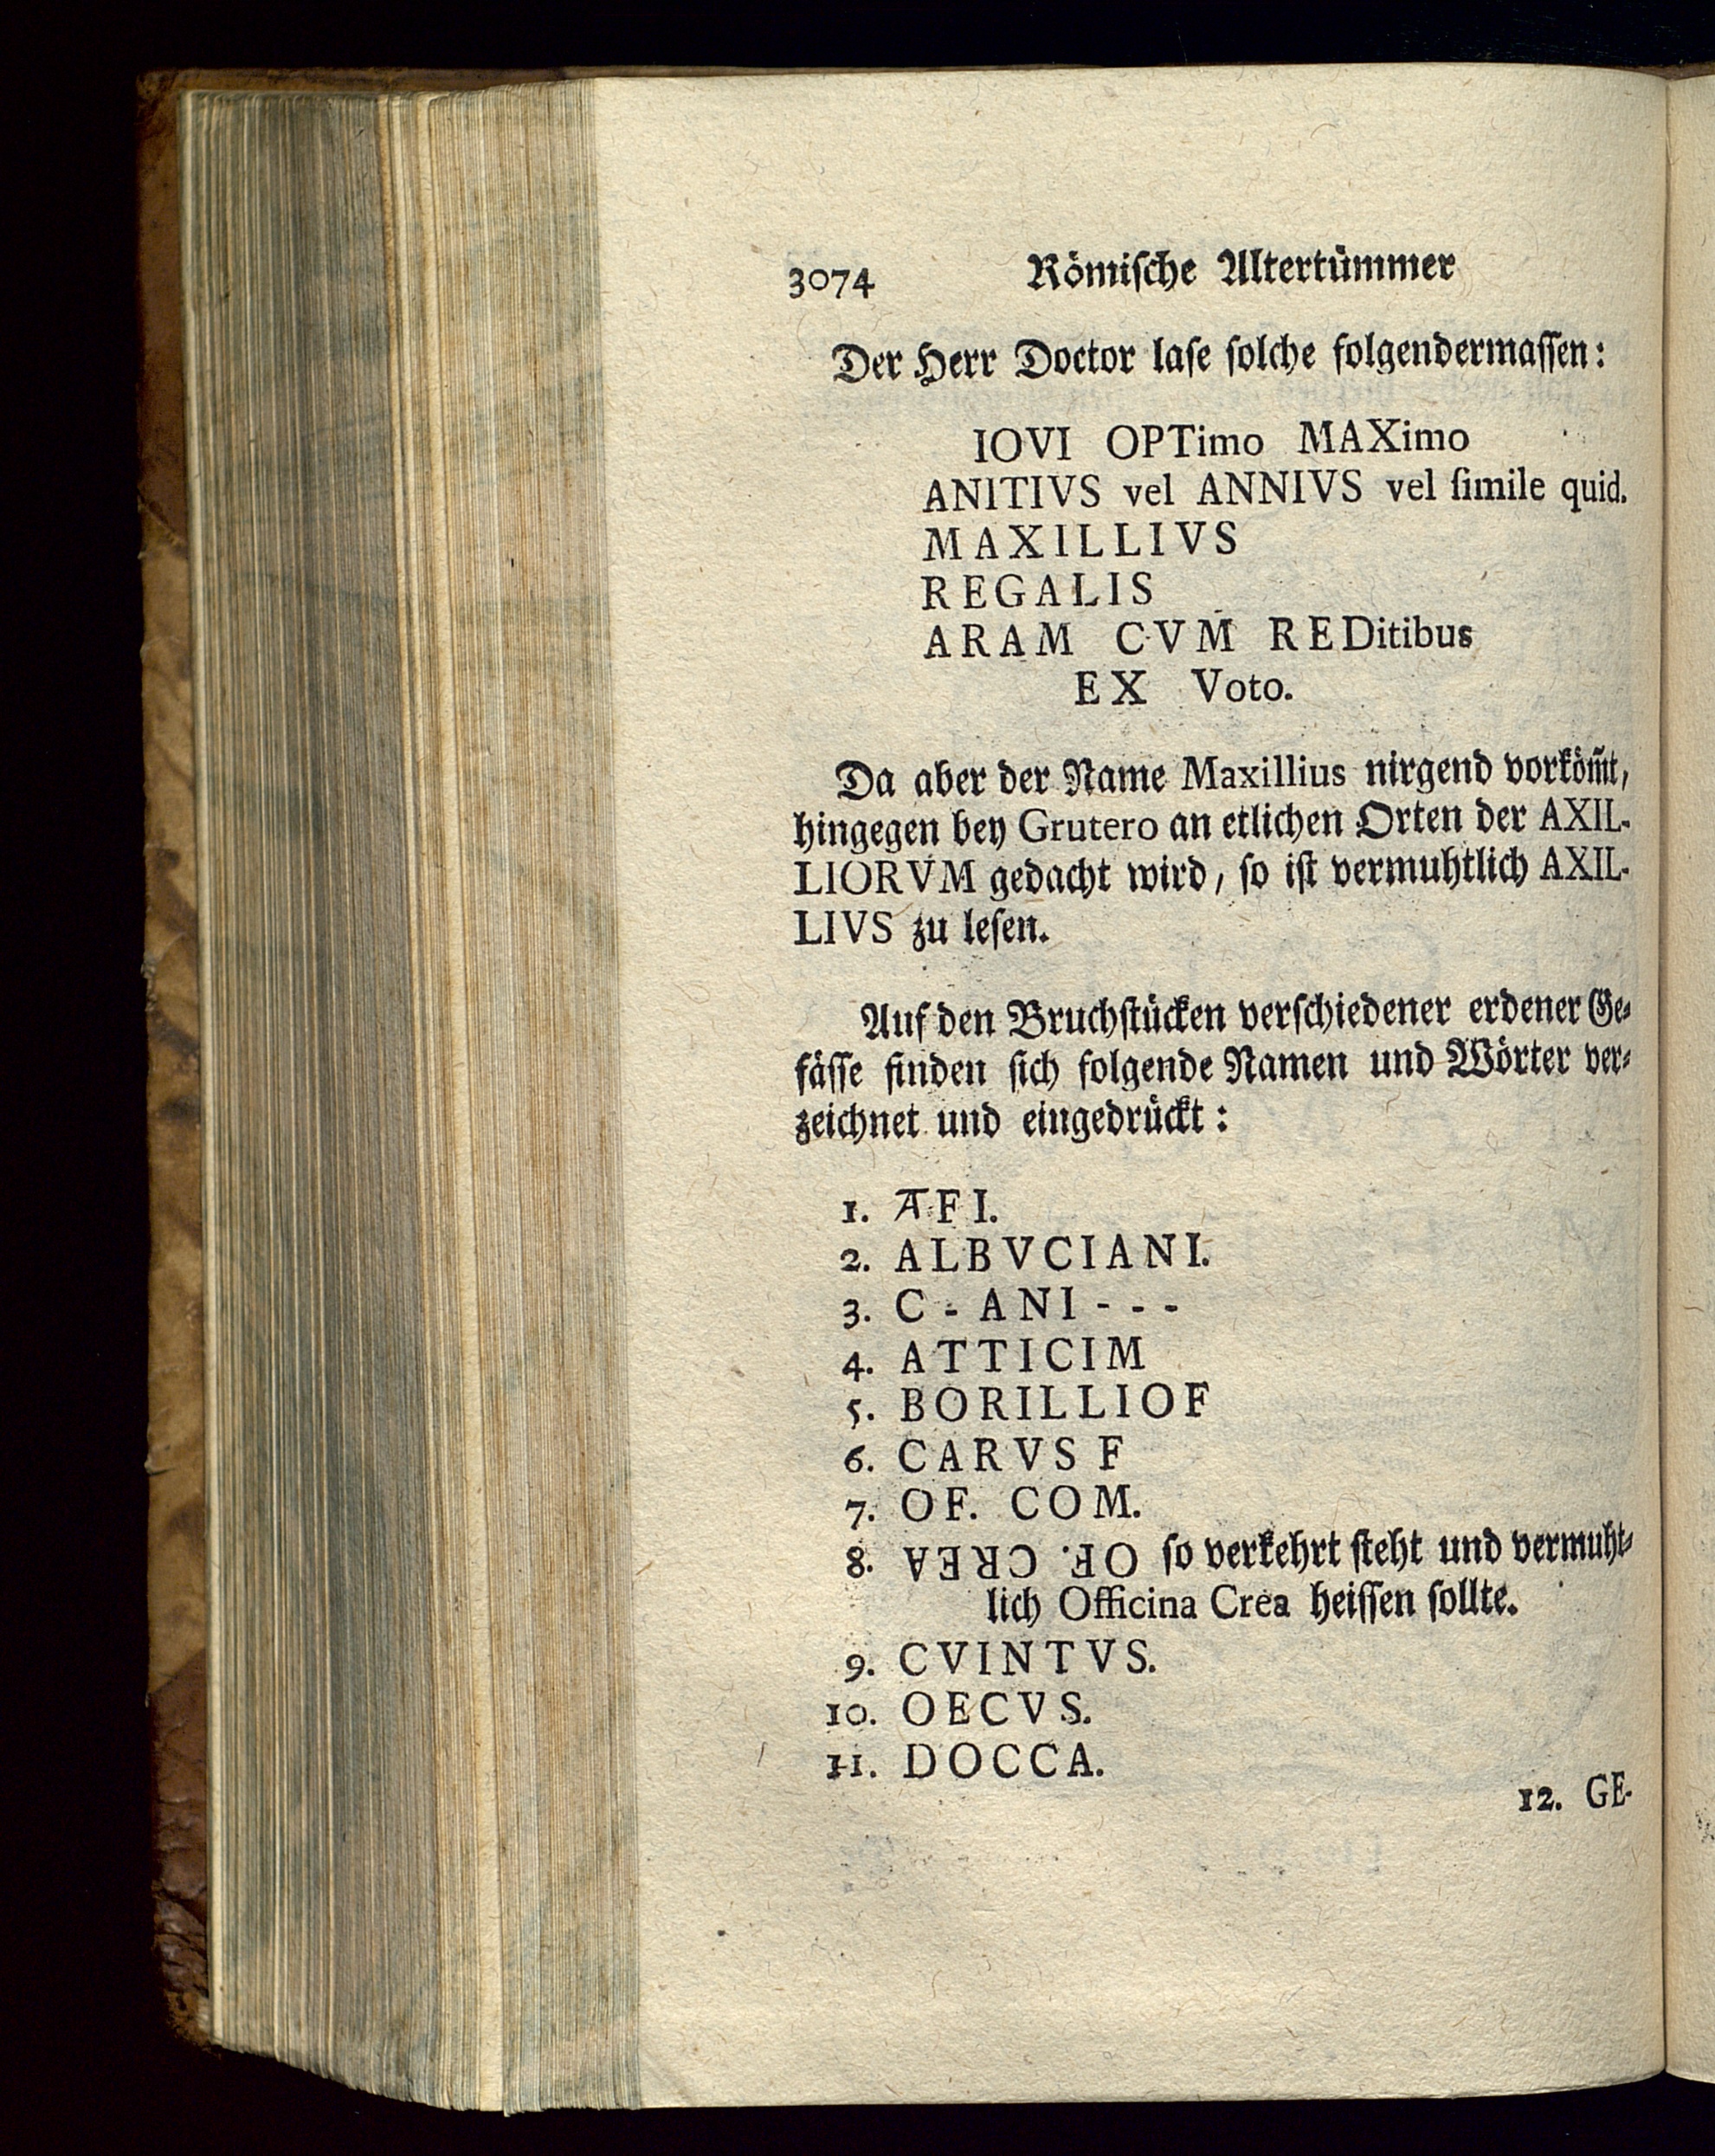 3074 Römische Altertümmer
Der Herr Doctor lase solche folgendermassen:
IOVI OPTimo MAXimo
ANITIVS vel ANNIVS vel simile quid.
MAXILLIVS
REGALIS
ARAM CVM REDitibus
EX Voto.
Da aber der Name Maxillius nirgend vorköm̃t,
hingegen bey Grutero an etlichen Orten der AXIL-
LIORVM gedacht wird, so ist vermuhtlich AXIL-
LIVS zu lesen.
Auf den Bruchstücken verschiedener erdener Ge-
fässe finden sich folgende Namen und Wörter ver-
zeichnet und eingedrückt:
1. A̅FI.
2. ALBVCIANI.
3. C - ANI - - -
4. ATTICIM
5. BORILLIOF
6. CARVS F
7. OF. COM.
8. OF. CREA so verkehrt steht und vermuht-
lich Officina Crea heissen sollte.
9. CVINTVS.
10. OECVS.
11. DOCCA.
12. GE-